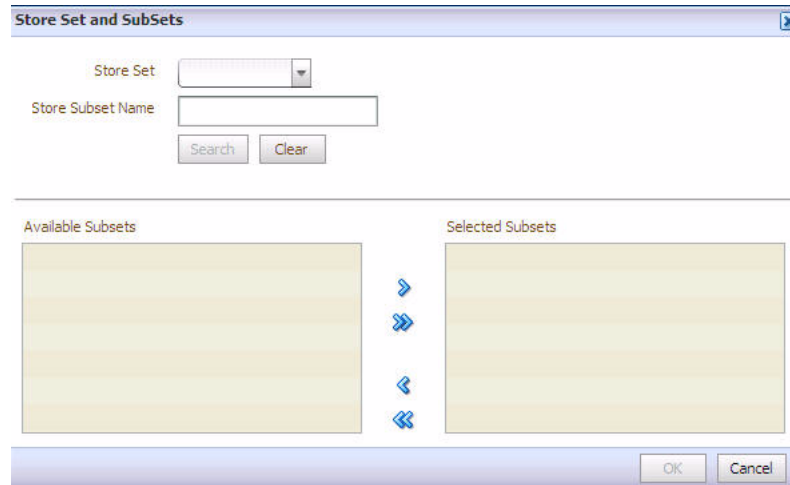 Store Set and SubSets
Store Set
Store Subset Name
Search Clear
Available Subsets Selected Subsets
OK Cancel